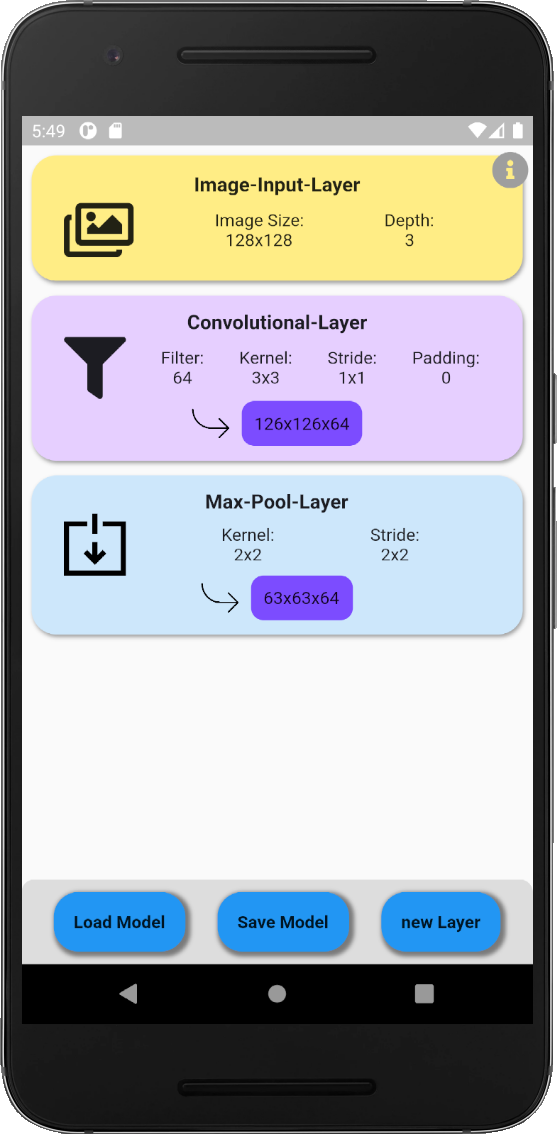 5:49
Image-Input-Layer
Image Size: Depth:
128x128 3
Convolutional-Layer
Filter: Kernel: Stride: Padding:
64 3x3 1x1 0
126x126x64
Max-Pool-Layer
Kernel: Stride:
2x2 2x2
63x63x64
Load Model Save Model new Layer